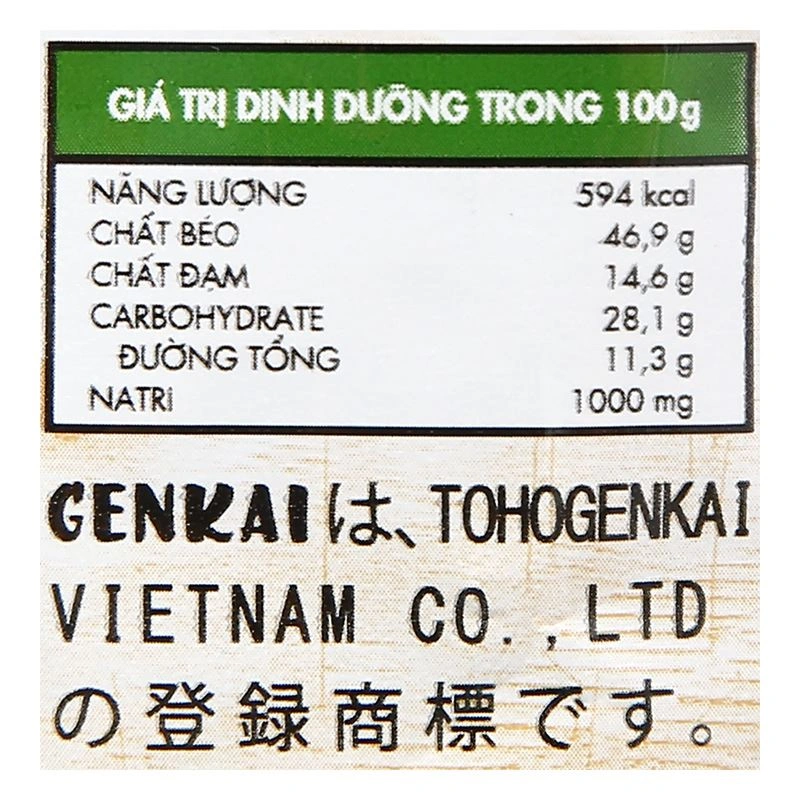 GIÁ TRỊ DINH DƯỠNG TRONG 100g
NĂNG LƯỢNG 594 kcal
CHẤT BÉO 46,9 g
CHẤT ĐẠM 14,6 g
CARBOHYDRATE 28,1 g
ĐƯỜNG TỔNG 11,3 g
NATRI 1000 mg
GENKAIは、TOHOGENKAI
VIETNAM CO.,LTD
の登録商標です。